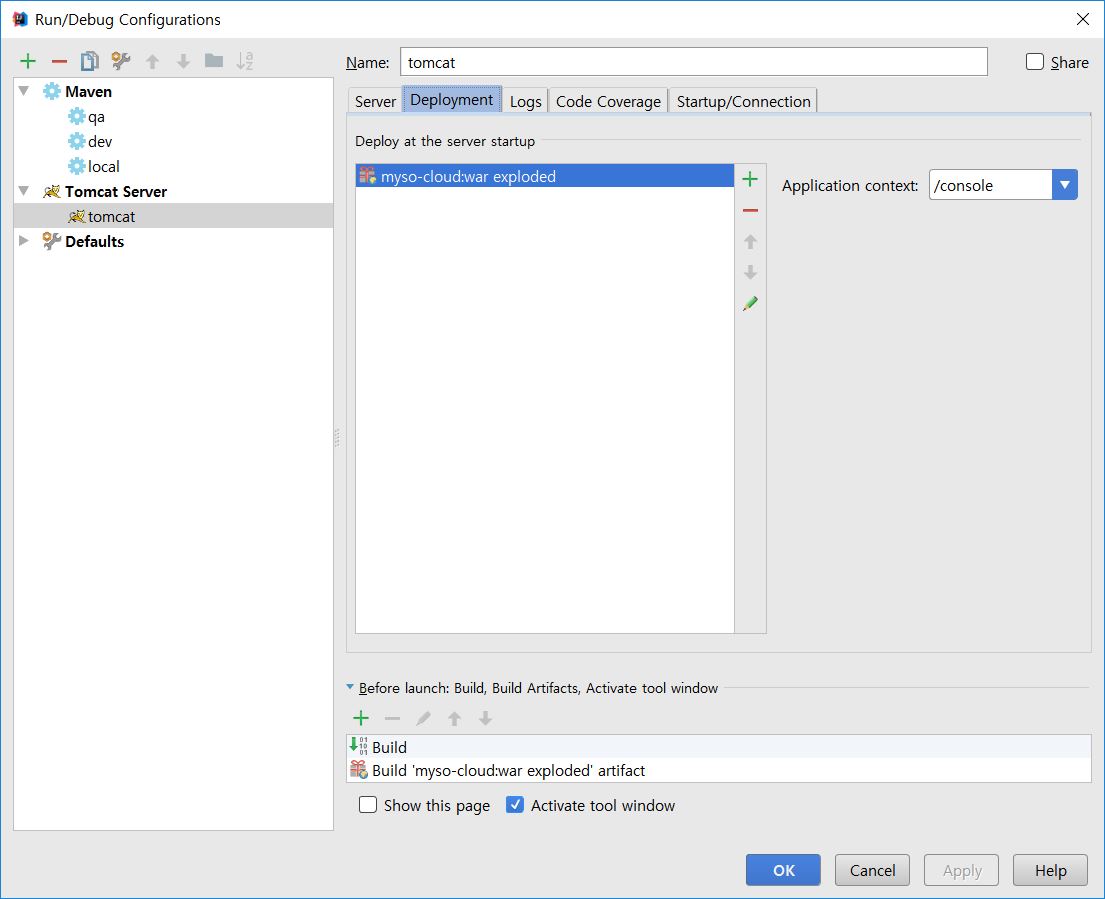 Run/Debug Configurations
Name: tomcat
Share
Maven
qa
dev
local
Tomcat Server
tomcat
Defaults
Server Deployment Logs Code Coverage Startup/Connection
Deploy at the server startup
myso-cloud:war exploded
Application context: /console
Before launch: Build, Build Artifacts, Activate tool window
Build
Build 'myso-cloud:war exploded' artifact
Show this page Activate tool window
OK Cancel Apply Help